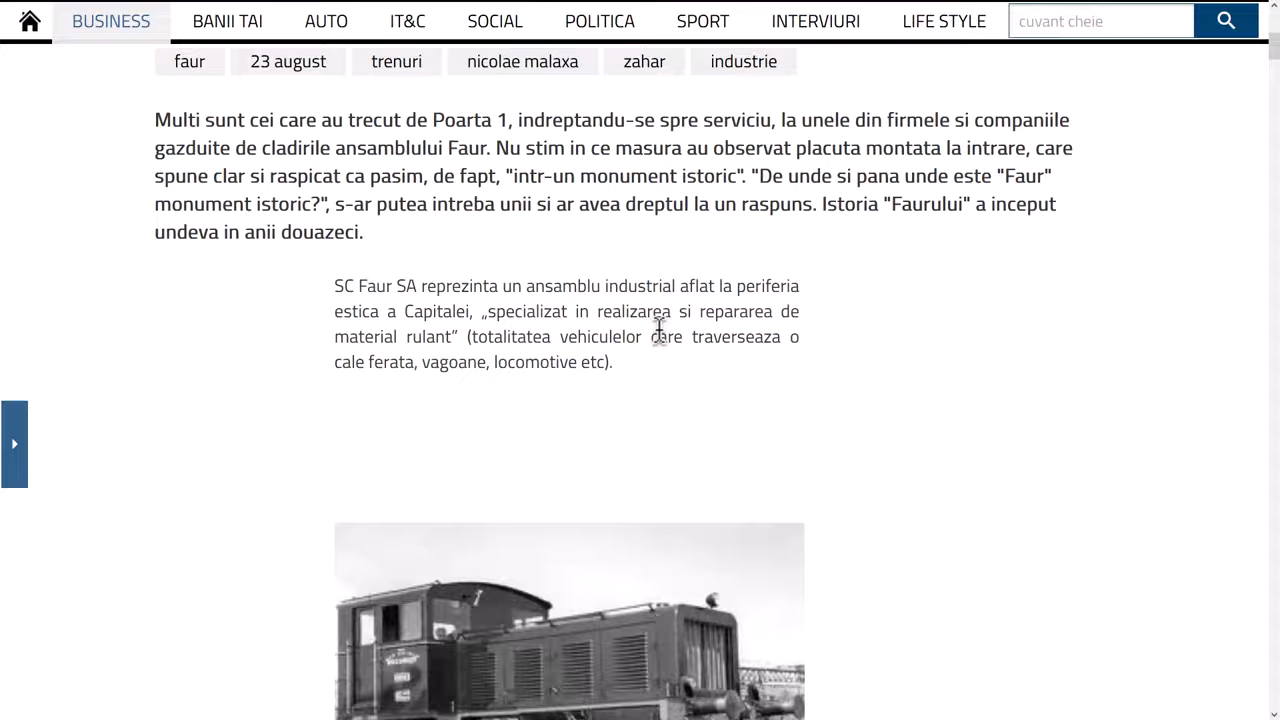 BUSINESS BANII TAI AUTO IT&C SOCIAL POLITICA SPORT INTERVIURI LIFE STYLE cuvant cheie
faur 23 august trenuri nicolae malaxa zahar industrie
Multi sunt cei care au trecut de Poarta 1, indreptandu-se spre serviciu, la unele din firmele si companiile
gazduite de cladirile ansamblului Faur. Nu stim in ce masura au observat placuta montata la intrare, care
spune clar si raspicat ca pasim, de fapt, "intr-un monument istoric". "De unde si pana unde este "Faur"
monument istoric?", s-ar putea intreba unii si ar avea dreptul la un raspuns. Istoria "Faurului" a inceput
undeva in anii douazeci.
SC Faur SA reprezinta un ansamblu industrial aflat la periferia
estica a Capitalei, „specializat in realizarea si repararea de
material rulant” (totalitatea vehiculelor care traverseaza o
cale ferata, vagoane, locomotive etc).